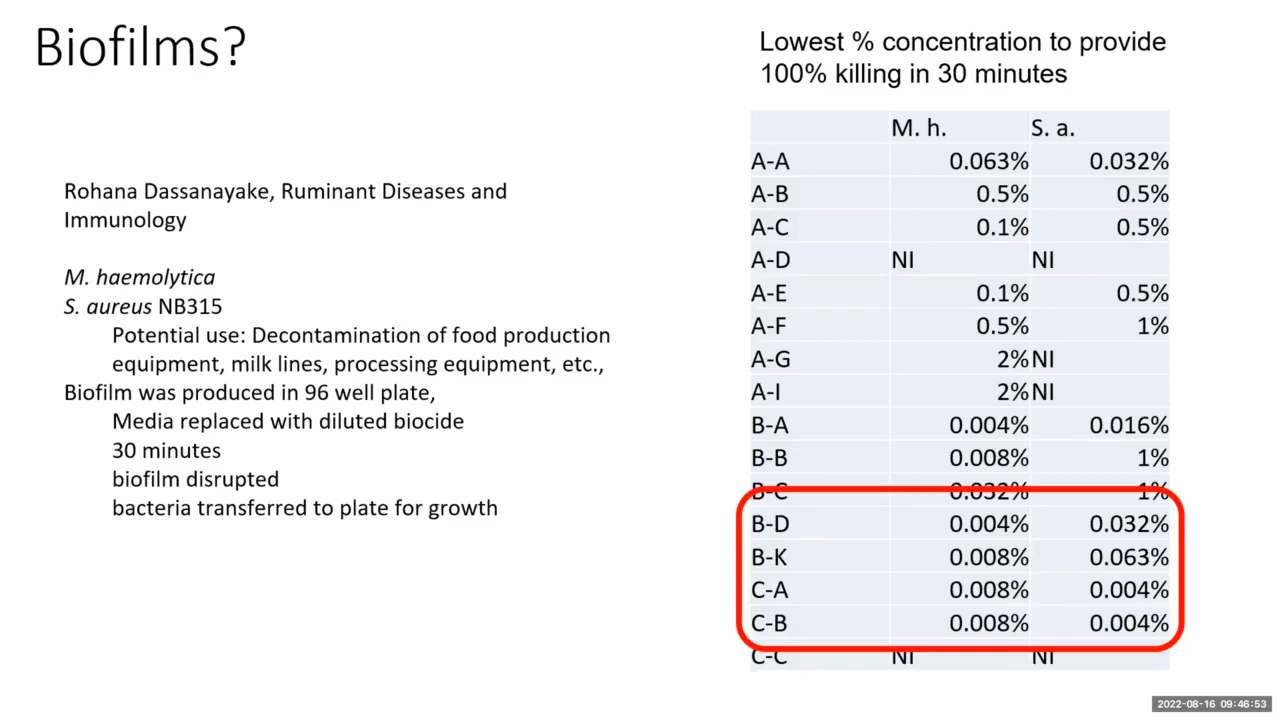 Biofilms?
Lowest % concentration to provide
100% killing in 30 minutes
Rohana Dassanayake, Ruminant Diseases and
Immunology
M. haemolytica
S. aureus NB315
Potential use: Decontamination of food production
equipment, milk lines, processing equipment, etc.,
Biofilm was produced in 96 well plate,
Media replaced with diluted biocide
30 minutes
biofilm disrupted
bacteria transferred to plate for growth
M. h. S. a.
A-A 0.063% 0.032%
A-B 0.5% 0.5%
A-C 0.1% 0.5%
A-D NI NI
A-E 0.1% 0.5%
A-F 0.5% 1%
A-G 2% NI
A-I 2% NI
B-A 0.004% 0.016%
B-B 0.008% 1%
B-C 0.032% 1%
B-D 0.004% 0.032%
B-K 0.008% 0.063%
C-A 0.008% 0.004%
C-B 0.008% 0.004%
C-C NI NI
2022-08-16 09:46:53